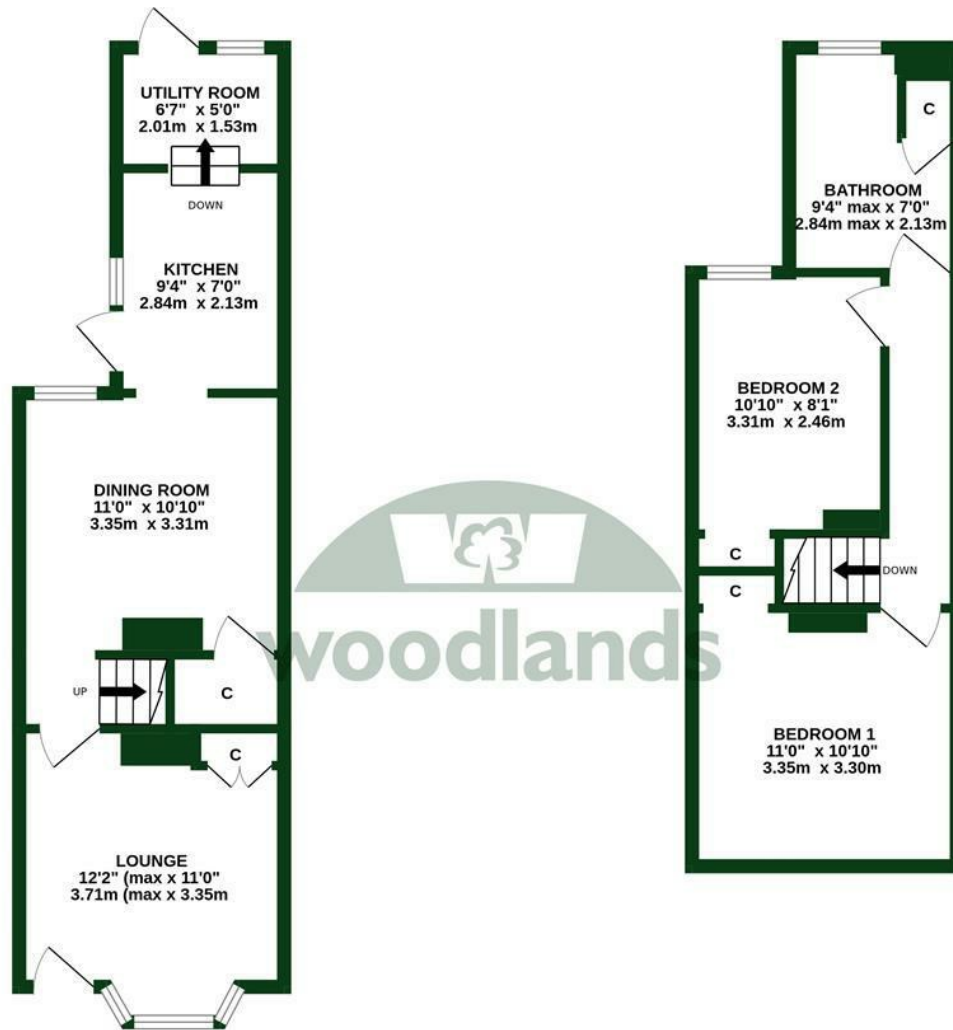 UTILITY ROOM
6'7" x 5'0"
2.01m x 1.53m
DOWN
KITCHEN
9'4" x 7'0"
2.84m x 2.13m
DINING ROOM
11'0" x 10'10"
3.35m x 3.31m
UP
C
C
LOUNGE
12'2" (max x 11'0"
3.71m (max x 3.35m
C
BATHROOM
9'4" max x 7'0"
2.84m max x 2.13m
BEDROOM 2
10'10" x 8'1"
3.31m x 2.46m
C
C
DOWN
BEDROOM 1
11'0" x 10'10"
3.35m x 3.30m
woodlands